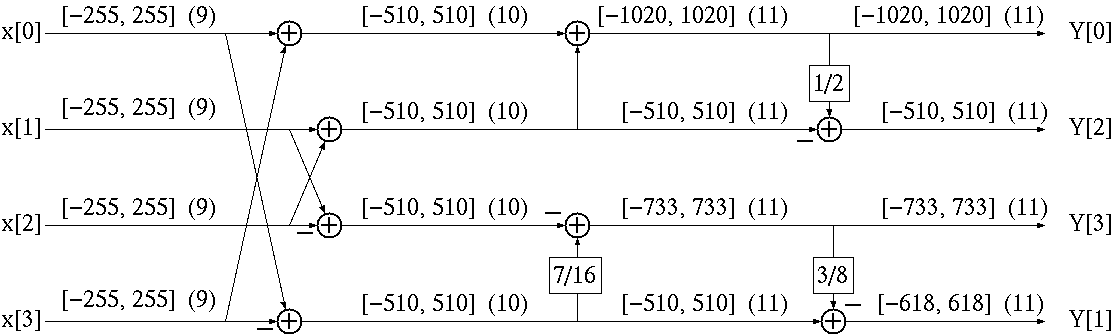 x[0] [−255, 255] (9) [−510, 510] (10) [−1020, 1020] (11) [−1020, 1020] (11) Y[0]
1/2
x[1] [−255, 255] (9) [−510, 510] (10) [−510, 510] (11) [−510, 510] (11) Y[2]
x[2] [−255, 255] (9) [−510, 510] (10) [−733, 733] (11) [−733, 733] (11) Y[3]
7/16 3/8
x[3] [−255, 255] (9) [−510, 510] (10) [−510, 510] (11) [−618, 618] (11) Y[1]